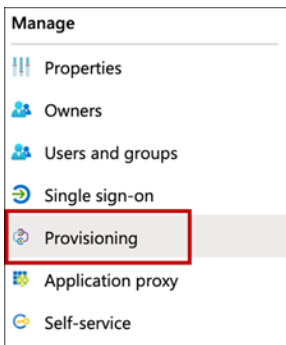 Manage
Properties
Owners
Users and groups
Single sign-on
Provisioning
Application proxy
Self-service